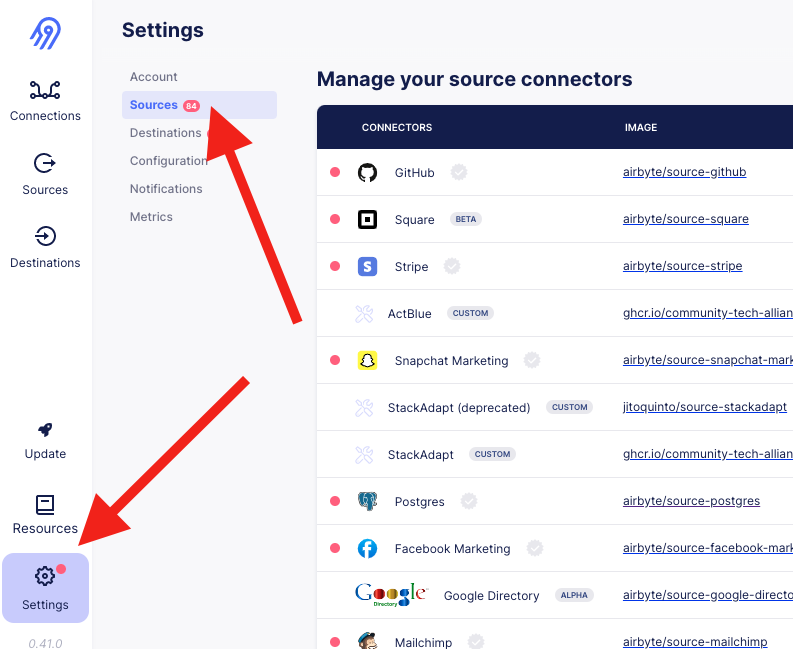 Settings
Connections
Sources
Destinations
Update
Resources
Settings
0.41.0
Account
Sources 84
Destinations
Configuration
Notifications
Metrics
Manage your source connectors
CONNECTORS IMAGE
GitHub airbyte/source-github
Square BETA airbyte/source-square
S Stripe airbyte/source-stripe
ActBlue CUSTOM ghcr.io/community-tech-allian
Snapchat Marketing airbyte/source-snapchat-mark
StackAdapt (deprecated) CUSTOM jitoquinto/source-stackadapt
StackAdapt CUSTOM ghcr.io/community-tech-allian
Postgres airbyte/source-postgres
Facebook Marketing airbyte/source-facebook-mark
Google Directory Google Directory ALPHA airbyte/source-google-directo
Mailchimp airbyte/source-mailchimp